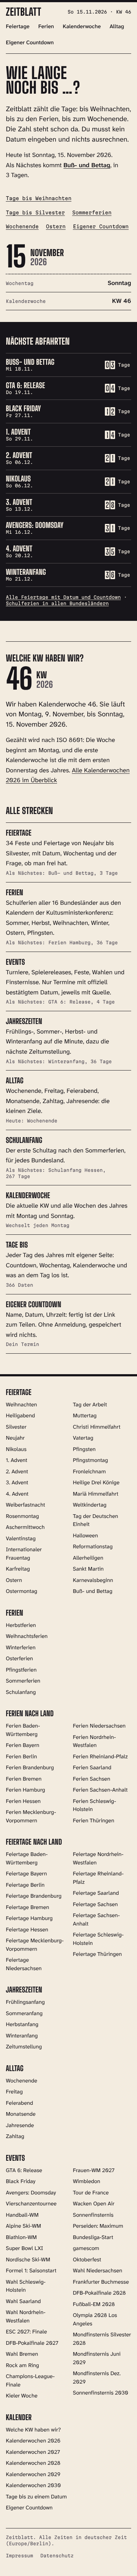 ZEITBLATT
So 15.11.2026 · KW 46
Feiertage Ferien Kalenderwoche Alltag
Eigener Countdown
WIE LANGE
NOCH BIS …?
Zeitblatt zählt die Tage: bis Weihnachten,
bis zu den Ferien, bis zum Wochenende.
Die Zahl steht schon da. Du musst kein
Datum eingeben und nichts ausrechnen.
Heute ist Sonntag, 15. November 2026.
Als Nächstes kommt Buß- und Bettag, in
3 Tagen.
Tage bis Weihnachten
Tage bis Silvester Sommerferien
Wochenende Ostern Eigener Countdown
15 NOVEMBER
2026
Wochentag Sonntag
Kalenderwoche KW 46
NÄCHSTE ABFAHRTEN
BUSS- UND BETTAG
Mi 18.11.
03 Tage
GTA 6: RELEASE
Do 19.11.
04 Tage
BLACK FRIDAY
Fr 27.11.
12 Tage
1. ADVENT
So 29.11.
14 Tage
2. ADVENT
So 06.12.
21 Tage
NIKOLAUS
So 06.12.
21 Tage
3. ADVENT
So 13.12.
28 Tage
AVENGERS: DOOMSDAY
Mi 16.12.
31 Tage
4. ADVENT
So 20.12.
35 Tage
WINTERANFANG
Mo 21.12.
36 Tage
Alle Feiertage mit Datum und Countdown ·
Schulferien in allen Bundesländern
WELCHE KW HABEN WIR?
46 KW
2026
Wir haben Kalenderwoche 46. Sie läuft
von Montag, 9. November, bis Sonntag,
15. November 2026.
Gezählt wird nach ISO 8601: Die Woche
beginnt am Montag, und die erste
Kalenderwoche ist die mit dem ersten
Donnerstag des Jahres. Alle Kalenderwochen
2026 im Überblick
ALLE STRECKEN
FEIERTAGE
34 Feste und Feiertage von Neujahr bis
Silvester, mit Datum, Wochentag und der
Frage, ob man frei hat.
Als Nächstes: Buß- und Bettag, 3 Tage
FERIEN
Schulferien aller 16 Bundesländer aus den
Kalendern der Kultusministerkonferenz:
Sommer, Herbst, Weihnachten, Winter,
Ostern, Pfingsten.
Als Nächstes: Ferien Hamburg, 36 Tage
EVENTS
Turniere, Spielereleases, Feste, Wahlen und
Finsternisse. Nur Termine mit offiziell
bestätigtem Datum, jeweils mit Quelle.
Als Nächstes: GTA 6: Release, 4 Tage
JAHRESZEITEN
Frühlings-, Sommer-, Herbst- und
Winteranfang auf die Minute, dazu die
nächste Zeitumstellung.
Als Nächstes: Winteranfang, 36 Tage
ALLTAG
Wochenende, Freitag, Feierabend,
Monatsende, Zahltag, Jahresende: die
kleinen Ziele.
Heute: Wochenende
SCHULANFANG
Der erste Schultag nach den Sommerferien,
für jedes Bundesland.
Als Nächstes: Schulanfang Hessen,
267 Tage
KALENDERWOCHE
Die aktuelle KW und alle Wochen des Jahres
mit Montag und Sonntag.
Wechselt jeden Montag
TAGE BIS
Jeder Tag des Jahres mit eigener Seite:
Countdown, Wochentag, Kalenderwoche und
was an dem Tag los ist.
366 Daten
EIGENER COUNTDOWN
Name, Datum, Uhrzeit: fertig ist der Link
zum Teilen. Ohne Anmeldung, gespeichert
wird nichts.
Dein Termin
FEIERTAGE
Weihnachten
Heiligabend
Silvester
Neujahr
Nikolaus
1. Advent
2. Advent
3. Advent
4. Advent
Weiberfastnacht
Rosenmontag
Aschermittwoch
Valentinstag
Internationaler
Frauentag
Karfreitag
Ostern
Ostermontag
Tag der Arbeit
Muttertag
Christi Himmelfahrt
Vatertag
Pfingsten
Pfingstmontag
Fronleichnam
Heilige Drei Könige
Mariä Himmelfahrt
Weltkindertag
Tag der Deutschen
Einheit
Halloween
Reformationstag
Allerheiligen
Sankt Martin
Karnevalsbeginn
Buß- und Bettag
FERIEN
Herbstferien
Weihnachtsferien
Winterferien
Osterferien
Pfingstferien
Sommerferien
Schulanfang
FERIEN NACH LAND
Ferien Baden-
Württemberg
Ferien Bayern
Ferien Berlin
Ferien Brandenburg
Ferien Bremen
Ferien Hamburg
Ferien Hessen
Ferien Mecklenburg-
Vorpommern
Ferien Niedersachsen
Ferien Nordrhein-
Westfalen
Ferien Rheinland-Pfalz
Ferien Saarland
Ferien Sachsen
Ferien Sachsen-Anhalt
Ferien Schleswig-
Holstein
Ferien Thüringen
FEIERTAGE NACH LAND
Feiertage Baden-
Württemberg
Feiertage Bayern
Feiertage Berlin
Feiertage Brandenburg
Feiertage Bremen
Feiertage Hamburg
Feiertage Hessen
Feiertage Mecklenburg-
Vorpommern
Feiertage
Niedersachsen
Feiertage Nordrhein-
Westfalen
Feiertage Rheinland-
Pfalz
Feiertage Saarland
Feiertage Sachsen
Feiertage Sachsen-
Anhalt
Feiertage Schleswig-
Holstein
Feiertage Thüringen
JAHRESZEITEN
Frühlingsanfang
Sommeranfang
Herbstanfang
Winteranfang
Zeitumstellung
ALLTAG
Wochenende
Freitag
Feierabend
Monatsende
Jahresende
Zahltag
EVENTS
GTA 6: Release
Black Friday
Avengers: Doomsday
Vierschanzentournee
Handball-WM
Alpine Ski-WM
Biathlon-WM
Super Bowl LXI
Nordische Ski-WM
Formel 1: Saisonstart
Wahl Schleswig-
Holstein
Wahl Saarland
Wahl Nordrhein-
Westfalen
ESC 2027: Finale
DFB-Pokalfinale 2027
Wahl Bremen
Rock am Ring
Champions-League-
Finale
Kieler Woche
Frauen-WM 2027
Wimbledon
Tour de France
Wacken Open Air
Sonnenfinsternis
Perseiden: Maximum
Bundesliga-Start
gamescom
Oktoberfest
Wahl Niedersachsen
Frankfurter Buchmesse
DFB-Pokalfinale 2028
Fußball-EM 2028
Olympia 2028 Los
Angeles
Mondfinsternis Silvester
2028
Mondfinsternis Juni
2029
Mondfinsternis Dez.
2029
Sonnenfinsternis 2030
KALENDER
Welche KW haben wir?
Kalenderwochen 2026
Kalenderwochen 2027
Kalenderwochen 2028
Kalenderwochen 2029
Kalenderwochen 2030
Tage bis zu einem Datum
Eigener Countdown
Zeitblatt. Alle Zeiten in deutscher Zeit
(Europe/Berlin).
Impressum Datenschutz